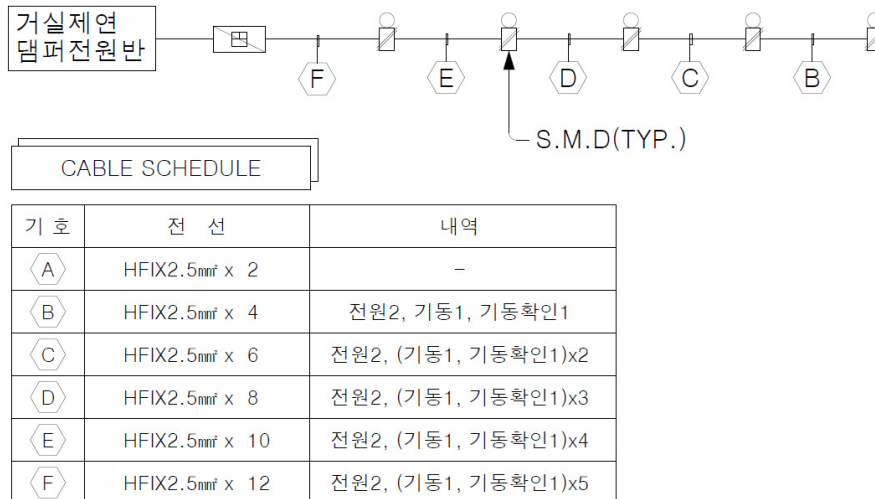 거실제연
댐퍼전원반
F E D C B
S.M.D(TYP.)
CABLE SCHEDULE
기 호 전 선 내역
A HFIX2.5㎟ x 2 -
B HFIX2.5㎟ x 4 전원2, 기동1, 기동확인1
C HFIX2.5㎟ x 6 전원2, (기동1, 기동확인1)x2
D HFIX2.5㎟ x 8 전원2, (기동1, 기동확인1)x3
E HFIX2.5㎟ x 10 전원2, (기동1, 기동확인1)x4
F HFIX2.5㎟ x 12 전원2, (기동1, 기동확인1)x5